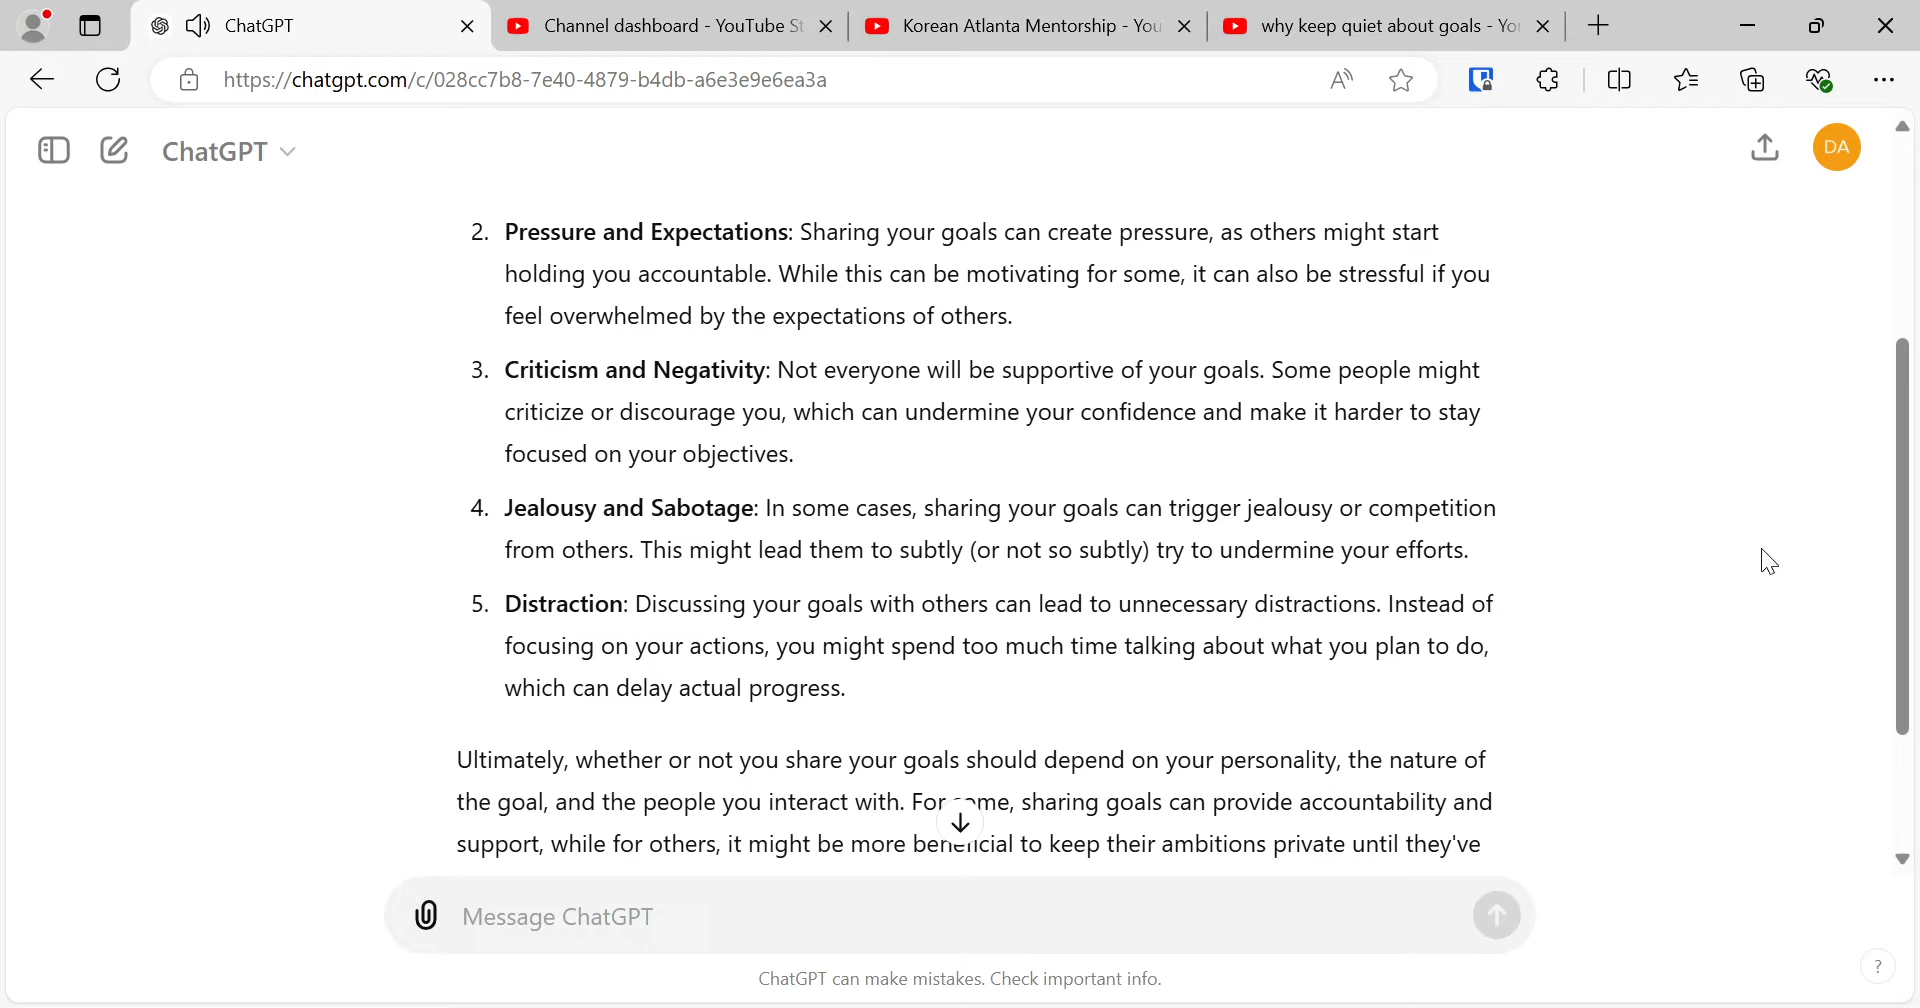 ChatGPT
Channel dashboard - YouTube St
Korean Atlanta Mentorship - You
why keep quiet about goals - You
https://chatgpt.com/c/028cc7b8-7e40-4879-b4db-a6e3e9e6ea3a
ChatGPT
DA
2. Pressure and Expectations: Sharing your goals can create pressure, as others might start
holding you accountable. While this can be motivating for some, it can also be stressful if you
feel overwhelmed by the expectations of others.
3. Criticism and Negativity: Not everyone will be supportive of your goals. Some people might
criticize or discourage you, which can undermine your confidence and make it harder to stay
focused on your objectives.
4. Jealousy and Sabotage: In some cases, sharing your goals can trigger jealousy or competition
from others. This might lead them to subtly (or not so subtly) try to undermine your efforts.
5. Distraction: Discussing your goals with others can lead to unnecessary distractions. Instead of
focusing on your actions, you might spend too much time talking about what you plan to do,
which can delay actual progress.
Ultimately, whether or not you share your goals should depend on your personality, the nature of
the goal, and the people you interact with. For some, sharing goals can provide accountability and
support, while for others, it might be more beneficial to keep their ambitions private until they've
Message ChatGPT
ChatGPT can make mistakes. Check important info.
?